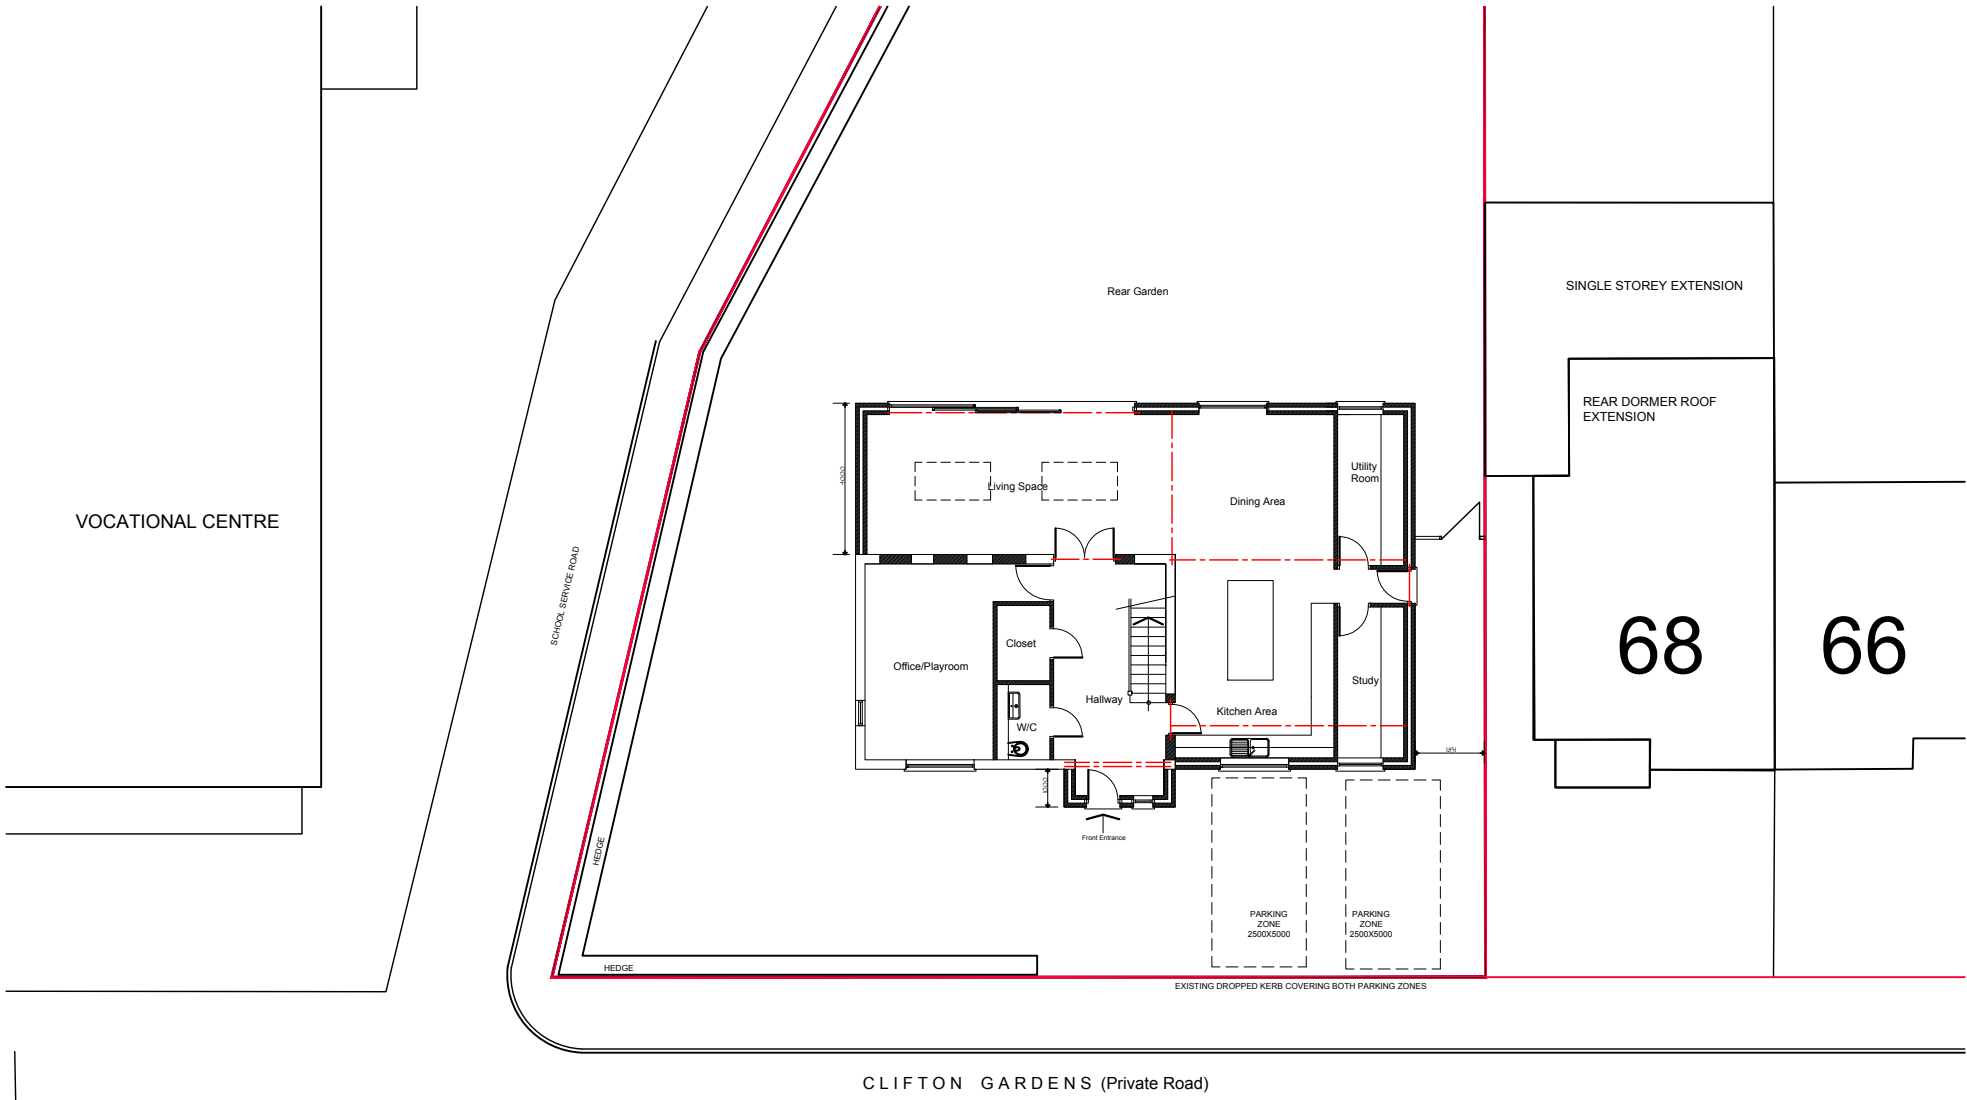 Rear Garden
SINGLE STOREY EXTENSION
REAR DORMER ROOF
EXTENSION
4000
Living Space
Dining Area
Utility
Room
VOCATIONAL CENTRE
SCHOOL SERVICE ROAD
Closet
Office/Playroom
Hallway
W/C
Kitchen Area
Study
68
66
1000
Front Entrance
HEDGE
PARKING
ZONE
2500X5000
PARKING
ZONE
2500X5000
HEDGE
EXISTING DROPPED KERB COVERING BOTH PARKING ZONES
CLIFTON GARDENS (Private Road)